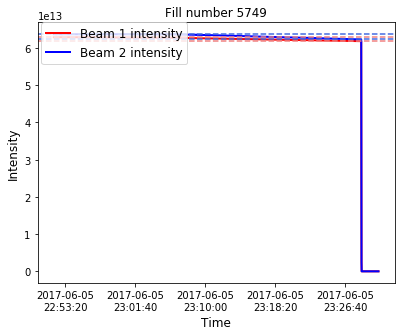 Fill number 5749
1e13
Beam 1 intensity
Beam 2 intensity
6
5
4
3
2
1
0
Intensity
2017-06-05 2017-06-05 2017-06-05 2017-06-05 2017-06-05
22:53:20 23:01:40 23:10:00 23:18:20 23:26:40
Time